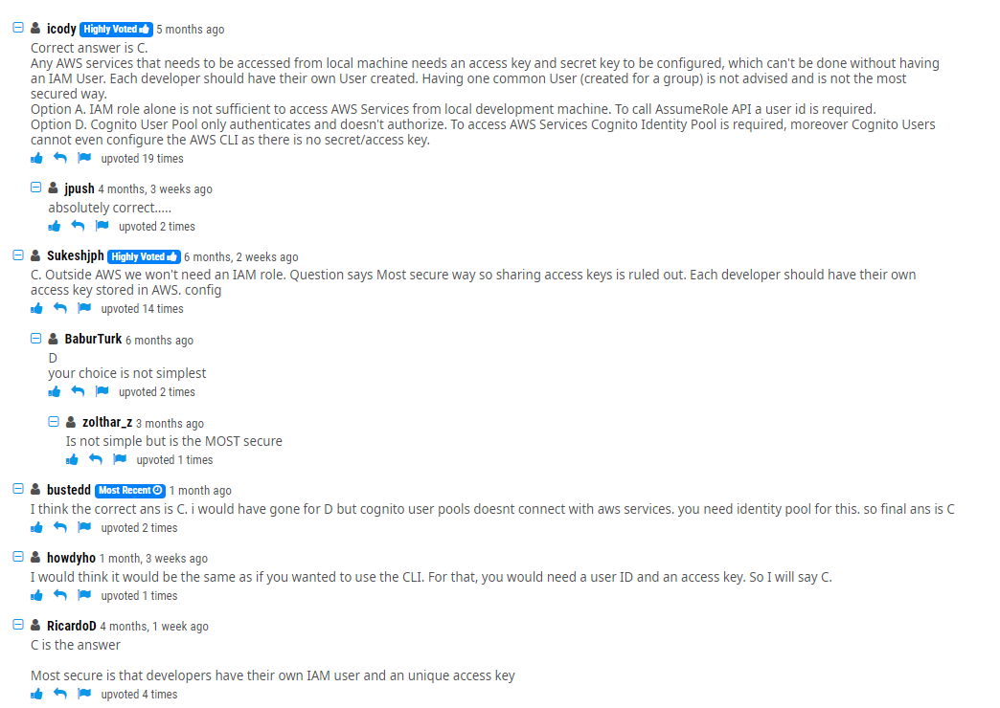 icody Highly Voted 5 months ago
Correct answer is C.
Any AWS services that needs to be accessed from local machine needs an access key and secret key to be configured, which can't be done without having
an IAM User. Each developer should have their own User created. Having one common User (created for a group) is not advised and is not the most
secured way.
Option A. IAM role alone is not sufficient to access AWS Services from local development machine. To call AssumeRole API a user id is required.
Option D. Cognito User Pool only authenticates and doesn't authorize. To access AWS Services Cognito Identity Pool is required, moreover Cognito Users
cannot even configure the AWS CLI as there is no secret/access key.
upvoted 19 times
jpush 4 months, 3 weeks ago
absolutely correct.....
upvoted 2 times
Sukeshjph Highly Voted 6 months, 2 weeks ago
C. Outside AWS we won't need an IAM role. Question says Most secure way so sharing access keys is ruled out. Each developer should have their own
access key stored in AWS. config
upvoted 14 times
BaburTurk 6 months ago
D
your choice is not simplest
upvoted 2 times
zolthar_z 3 months ago
Is not simple but is the MOST secure
upvoted 1 times
bustedd Most Recent 1 month ago
I think the correct ans is C. i would have gone for D but cognito user pools doesnt connect with aws services. you need identity pool for this. so final ans is C
upvoted 2 times
howdyho 1 month, 3 weeks ago
I would think it would be the same as if you wanted to use the CLI. For that, you would need a user ID and an access key. So I will say C.
upvoted 1 times
RicardoD 4 months, 1 week ago
C is the answer
Most secure is that developers have their own IAM user and an unique access key
upvoted 4 times